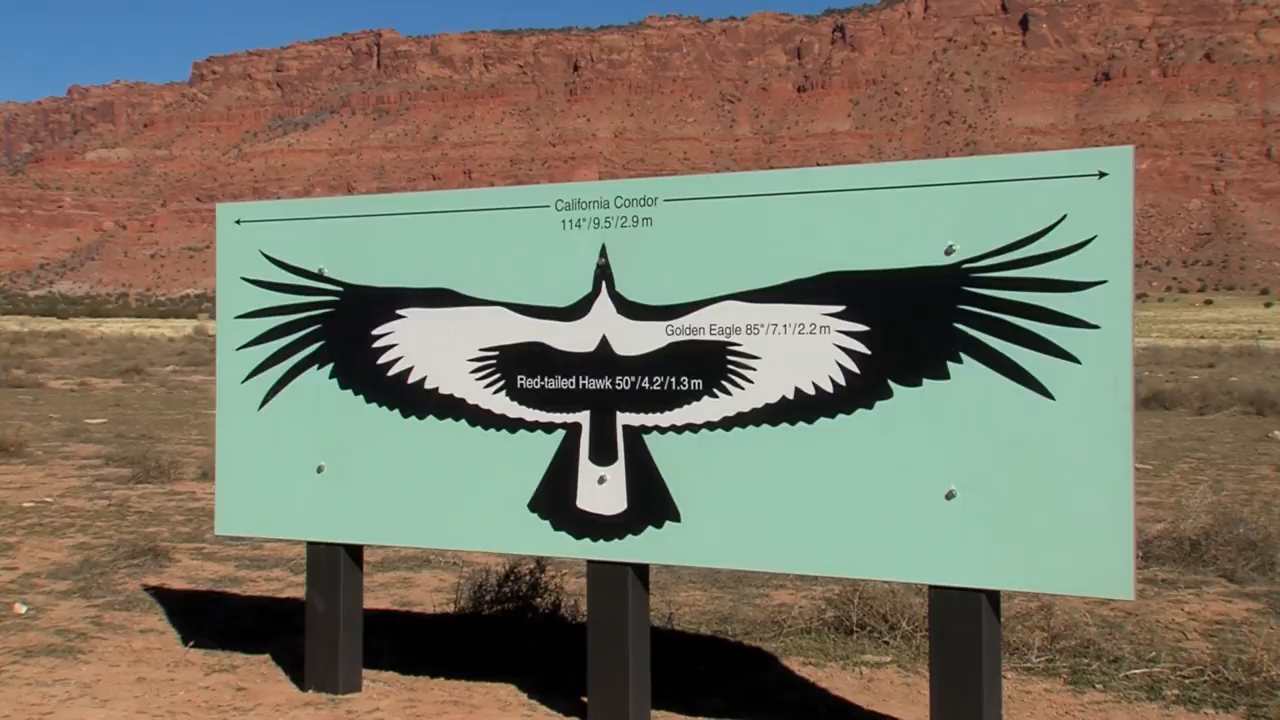 California Condor
114"/9.5'/2.9 m
Golden Eagle 85"/7.1'/2.2 m
Red-tailed Hawk 50"/4.2'/1.3 m